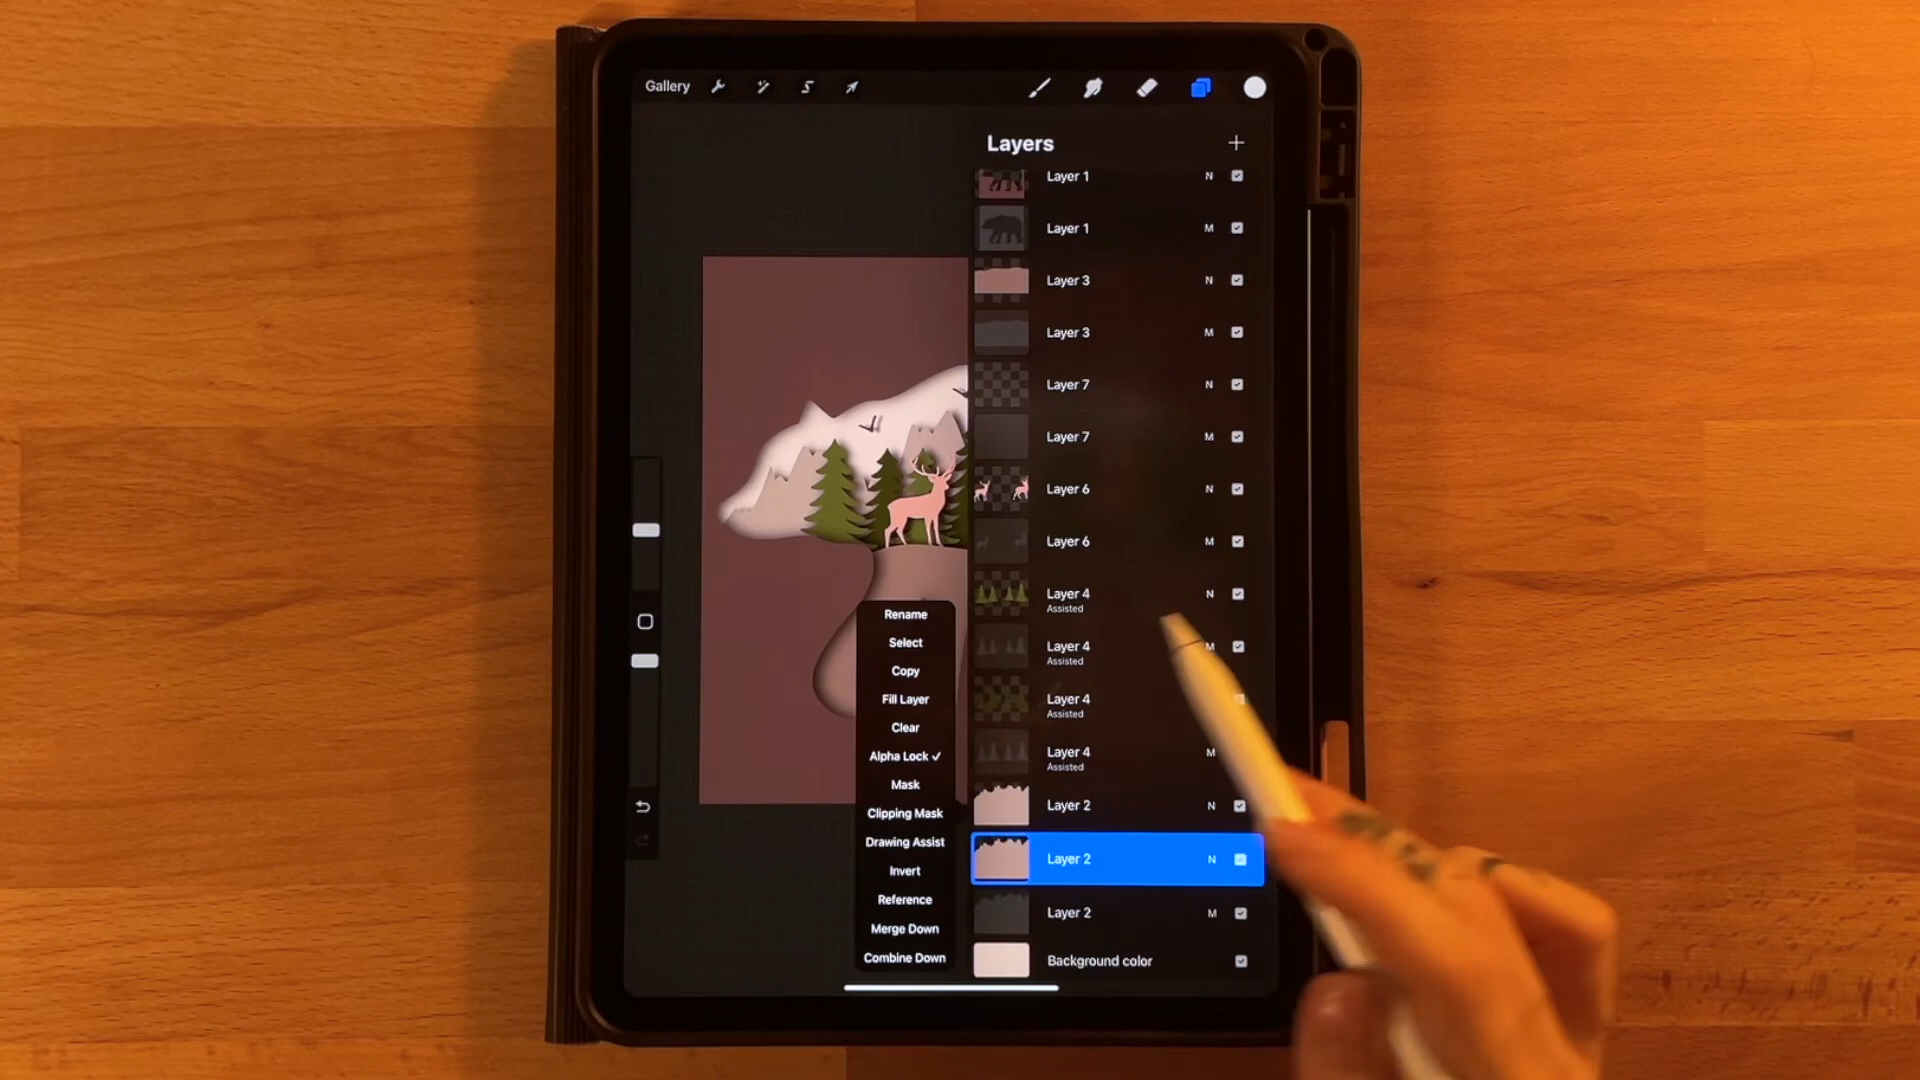 Gallery
Layers
Layer 1 N
Layer 1 M
Layer 3 N
Layer 3 M
Layer 7 N
Layer 7 M
Layer 6 N
Layer 6 M
Layer 4 N
Assisted
Layer 4 M
Assisted
Layer 4
Assisted
Layer 4 M
Assisted
Layer 2 N
Layer 2 N
Layer 2 M
Background color
Rename
Select
Copy
Fill Layer
Clear
Alpha Lock ✓
Mask
Clipping Mask
Drawing Assist
Invert
Reference
Merge Down
Combine Down